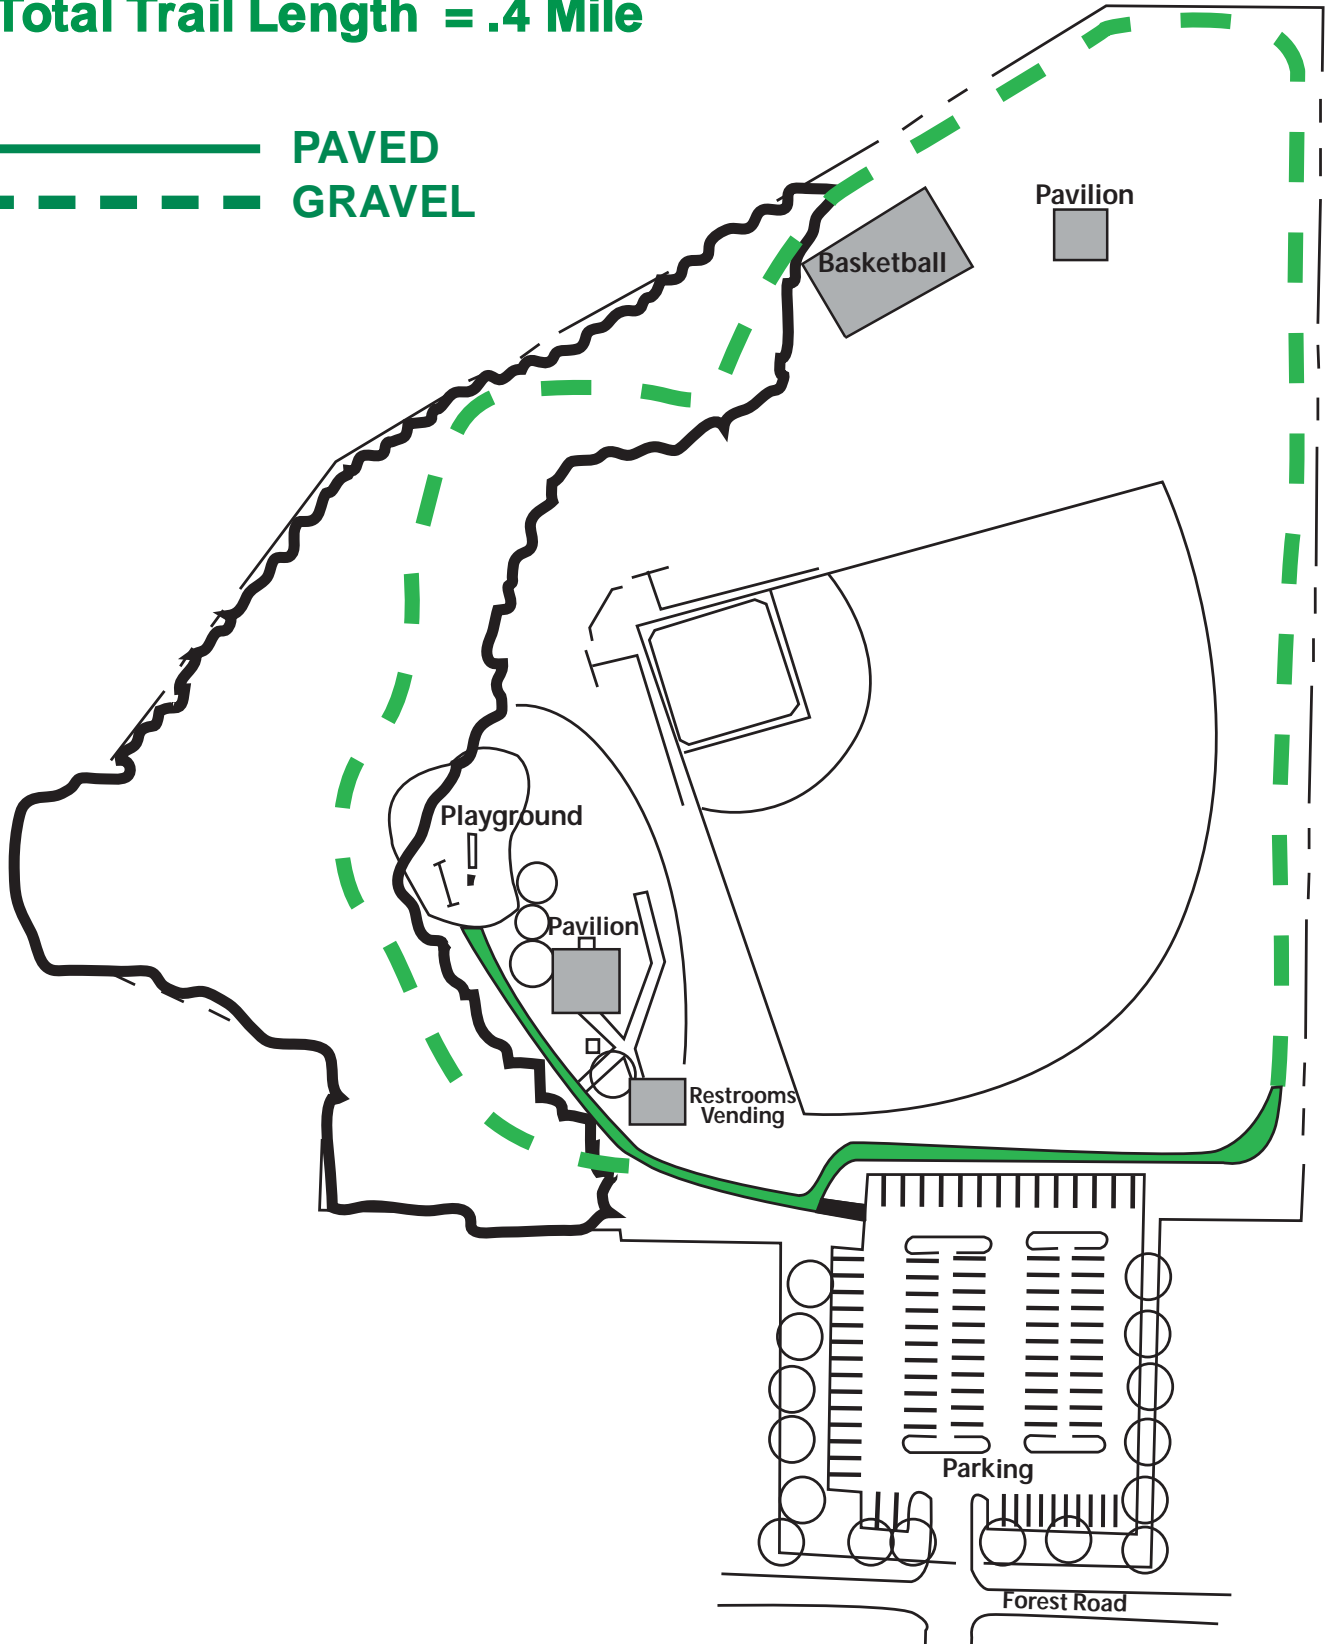 Total Trail Length = .4 Mile
PAVED
GRAVEL
Pavilion
Basketball
Playground
Pavilion
Restrooms
Vending
Parking
Forest Road